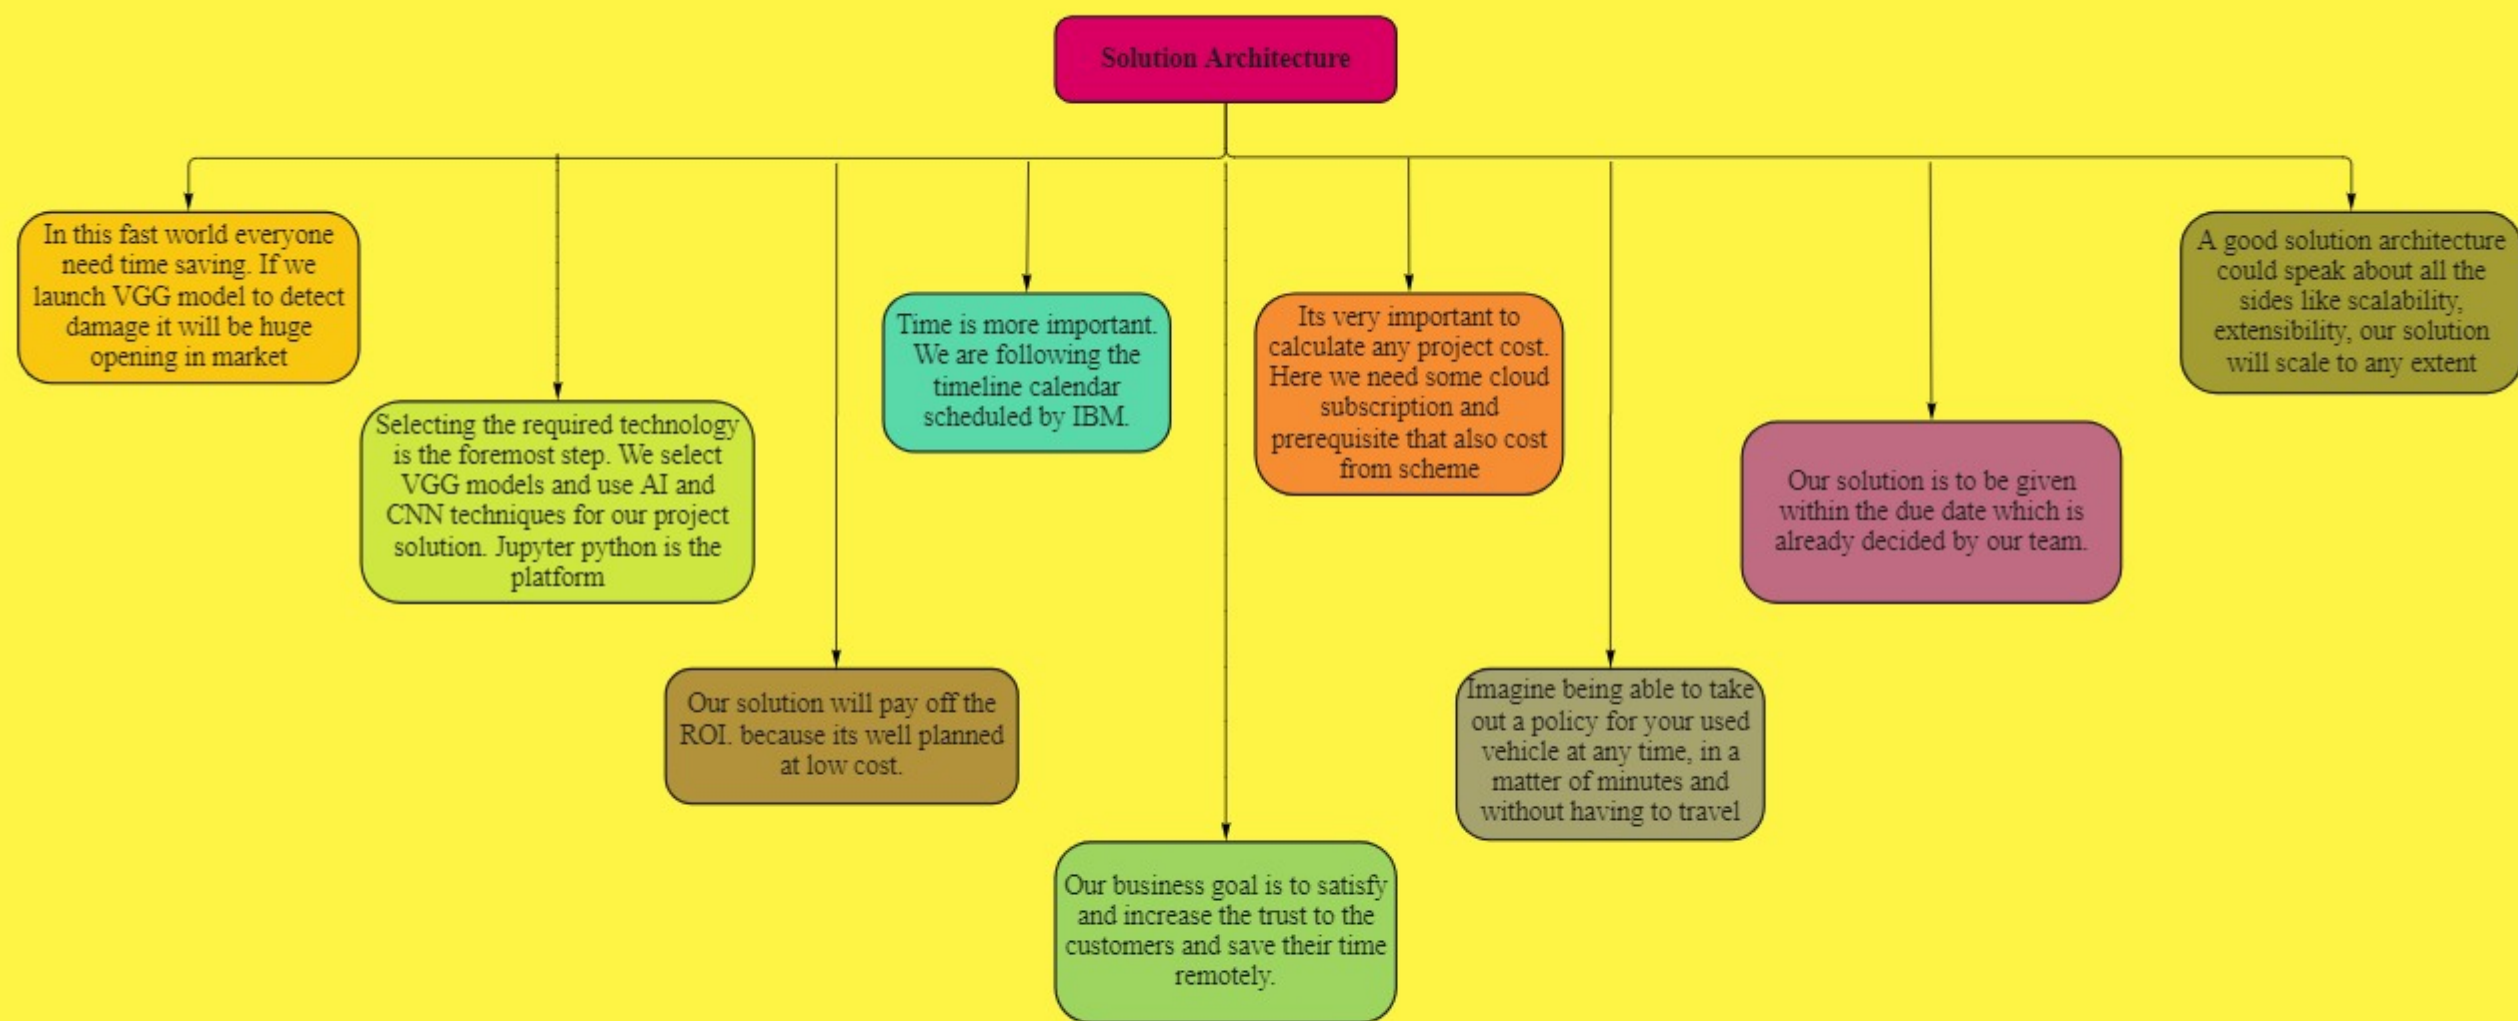 Solution Architecture
In this fast world everyone
need time saving. If we
launch VGG model to detect
damage it will be huge
opening in market
Selecting the required technology
is the foremost step. We select
VGG models and use AI and
CNN techniques for our project
solution. Jupyter python is the
platform
Our solution will pay off the
ROI. because its well planned
at low cost.
Time is more important.
We are following the
timeline calendar
scheduled by IBM.
Our business goal is to satisfy
and increase the trust to the
customers and save their time
remotely.
Its very important to
calculate any project cost.
Here we need some cloud
subscription and
prerequisite that also cost
from scheme
Imagine being able to take
out a policy for your used
vehicle at any time, in a
matter of minutes and
without having to travel
Our solution is to be given
within the due date which is
already decided by our team.
A good solution architecture
could speak about all the
sides like scalability,
extensibility, our solution
will scale to any extent